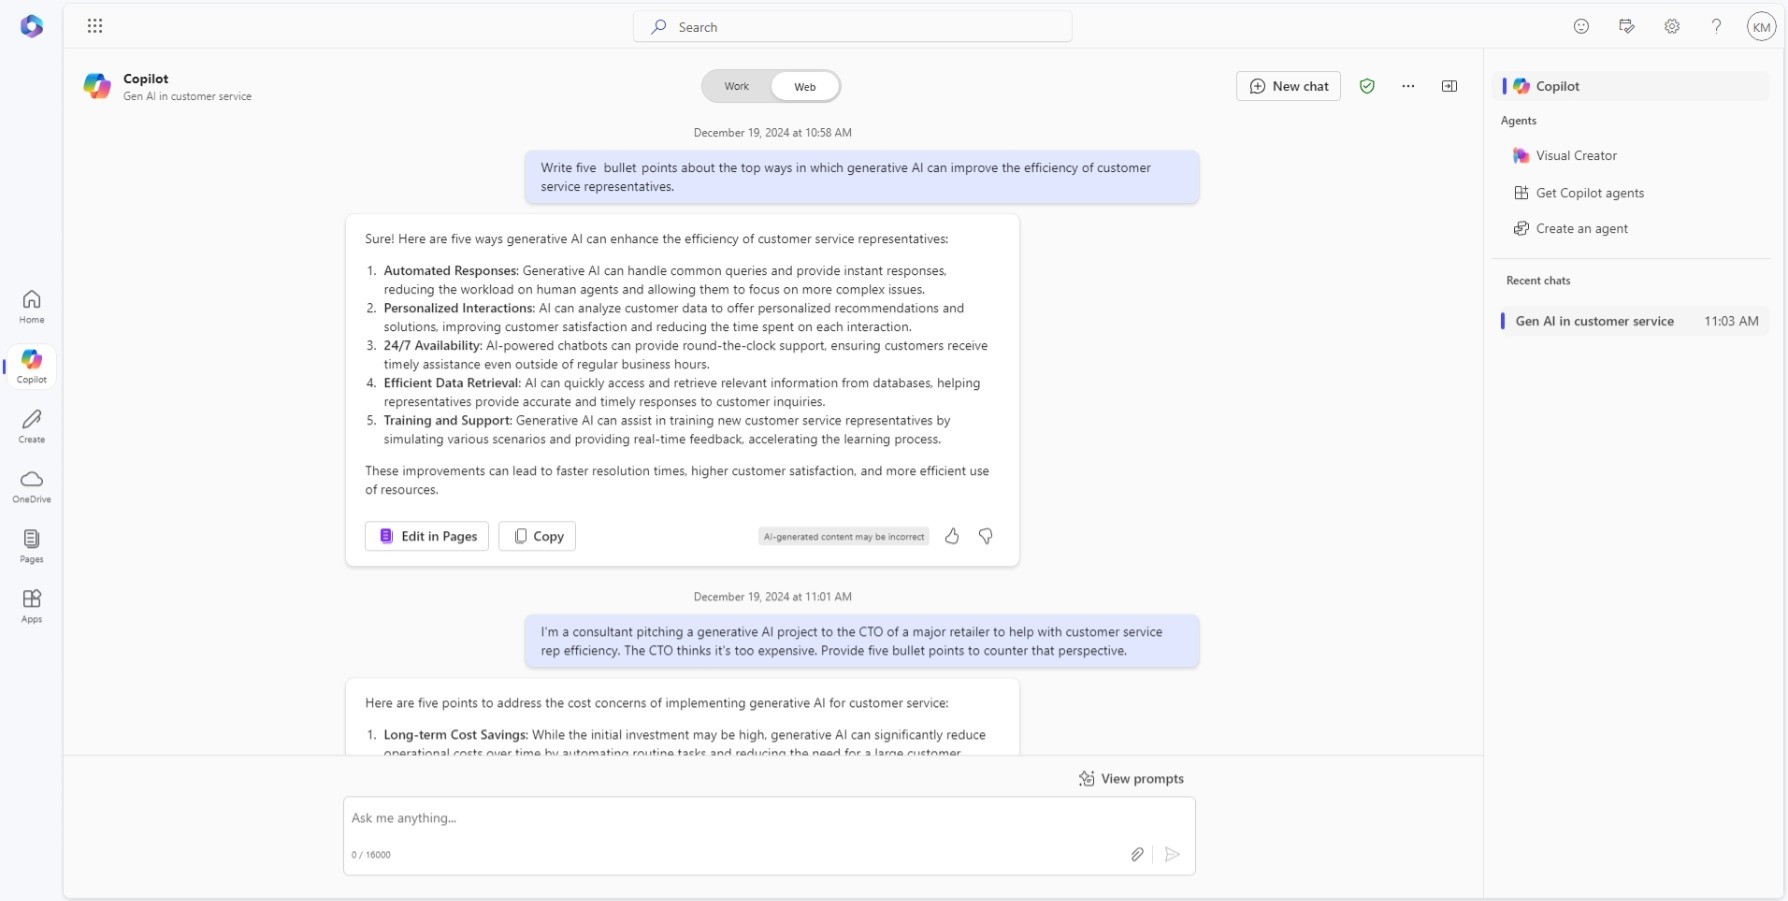 Search
KM
Copilot
Gen AI in customer service
Work
Web
New chat
December 19, 2024 at 10:58 AM
Write five bullet points about the top ways in which generative AI can improve the efficiency of customer
service representatives.
Sure! Here are five ways generative AI can enhance the efficiency of customer service representatives:
1. Automated Responses: Generative AI can handle common queries and provide instant responses,
reducing the workload on human agents and allowing them to focus on more complex issues.
2. Personalized Interactions: AI can analyze customer data to offer personalized recommendations and
solutions, improving customer satisfaction and reducing the time spent on each interaction.
3. 24/7 Availability: AI-powered chatbots can provide round-the-clock support, ensuring customers receive
timely assistance even outside of regular business hours.
4. Efficient Data Retrieval: AI can quickly access and retrieve relevant information from databases, helping
representatives provide accurate and timely responses to customer inquiries.
5. Training and Support: Generative AI can assist in training new customer service representatives by
simulating various scenarios and providing real-time feedback, accelerating the learning process.
These improvements can lead to faster resolution times, higher customer satisfaction, and more efficient use
of resources.
Edit in Pages
Copy
AI-generated content may be incorrect
December 19, 2024 at 11:01 AM
I'm a consultant pitching a generative AI project to the CTO of a major retailer to help with customer service
rep efficiency. The CTO thinks it's too expensive. Provide five bullet points to counter that perspective.
Here are five points to address the cost concerns of implementing generative AI for customer service:
1. Long-term Cost Savings: While the initial investment may be high, generative AI can significantly reduce
operational costs over time by automating routine tasks and reducing the need for a large customer
View prompts
Ask me anything...
0 / 16000
Home
Copilot
Create
OneDrive
Pages
Apps
Copilot
Agents
Visual Creator
Get Copilot agents
Create an agent
Recent chats
Gen AI in customer service
11:03 AM